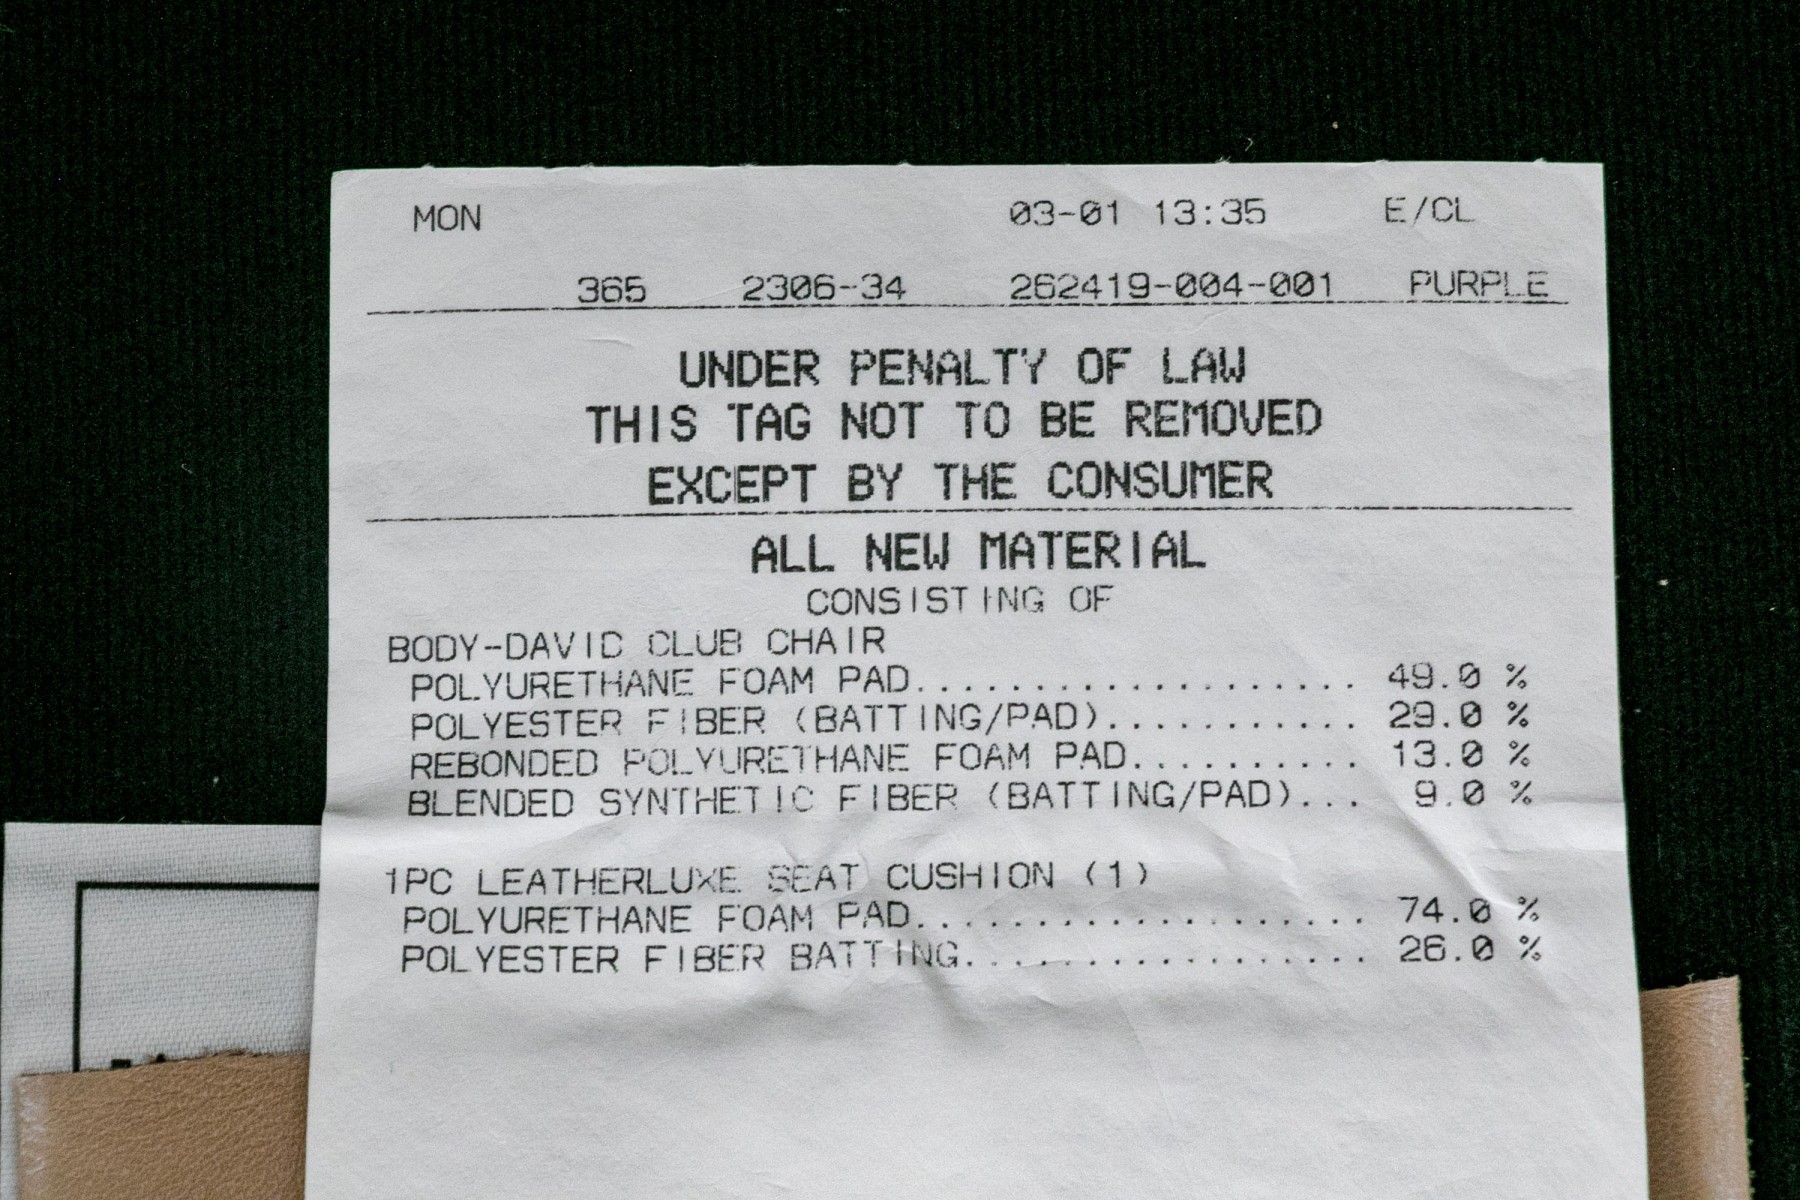 MON 03-01 13:35 E/CL
365 2306-34 262419-004-001 PURPLE
UNDER PENALTY OF LAW
THIS TAG NOT TO BE REMOVED
EXCEPT BY THE CONSUMER
ALL NEW MATERIAL
CONSISTING OF
BODY-DAVID CLUB CHAIR
POLYURETHANE FOAM PAD................... 49.0 %
POLYESTER FIBER (BATTING/PAD)........... 29.0 %
REBONDED POLYURETHANE FOAM PAD.......... 13.0 %
BLENDED SYNTHETIC FIBER (BATTING/PAD)... 9.0 %
1PC LEATHERLUXE SEAT CUSHION (1)
POLYURETHANE FOAM PAD................... 74.0 %
POLYESTER FIBER BATTING................. 26.0 %